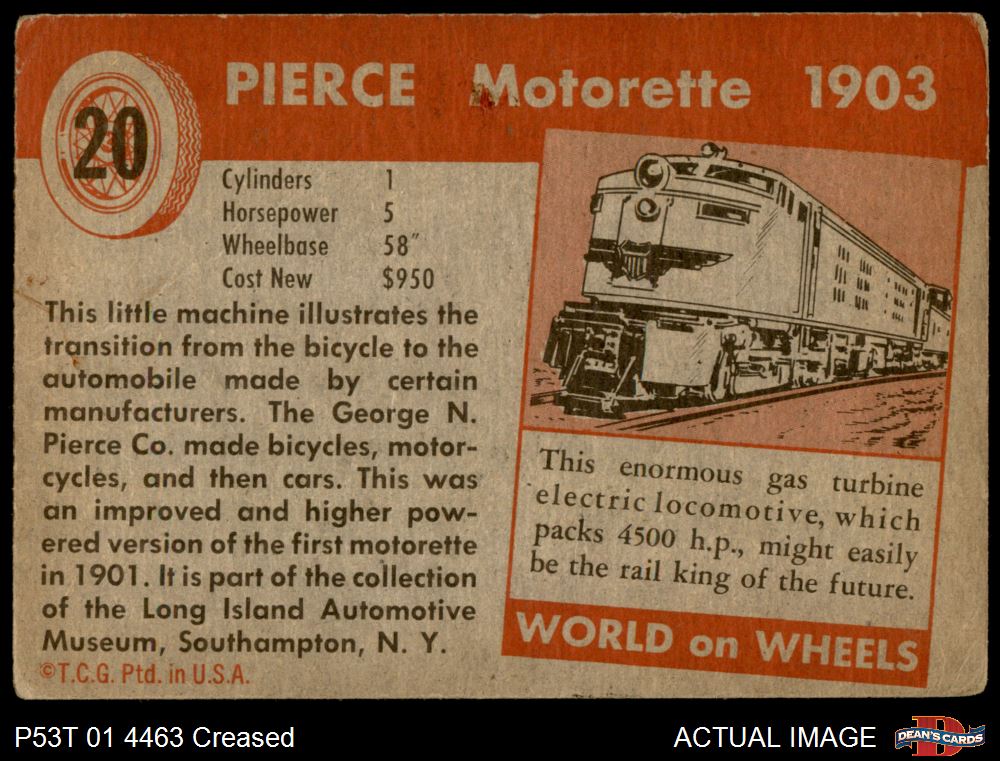 20
PIERCE Motorette 1903
Cylinders 1
Horsepower 5
Wheelbase 58"
Cost New $950
This little machine illustrates the
transition from the bicycle to the
automobile made by certain
manufacturers. The George N.
Pierce Co. made bicycles, motor-
cycles, and then cars. This was
an improved and higher pow-
ered version of the first motorette
in 1901. It is part of the collection
of the Long Island Automotive
Museum, Southampton, N. Y.
©T.C.G. Ptd. in U.S.A.
This enormous gas turbine
electric locomotive, which
packs 4500 h.p., might easily
be the rail king of the future.
WORLD on WHEELS
P53T 01 4463 Creased
ACTUAL IMAGE
D
DEAN'S CARDS